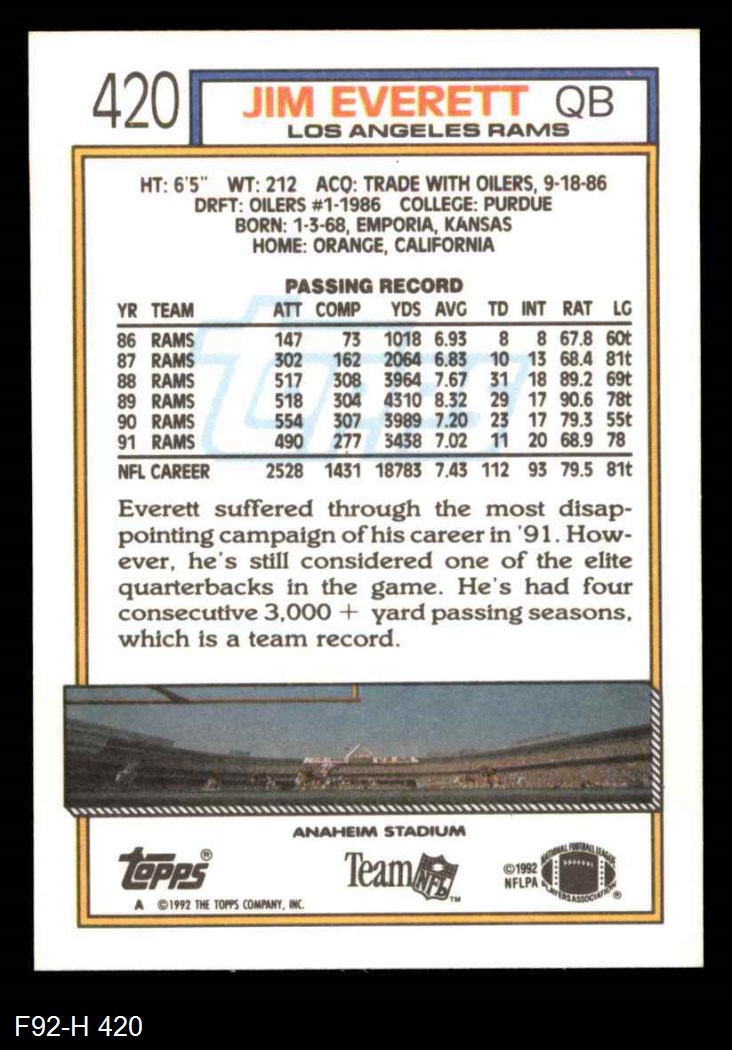 420 JIM EVERETT QB
LOS ANGELES RAMS
HT: 6'5" WT: 212 ACQ: TRADE WITH OILERS, 9-18-86
DRFT: OILERS #1-1986 COLLEGE: PURDUE
BORN: 1-3-68, EMPORIA, KANSAS
HOME: ORANGE, CALIFORNIA
PASSING RECORD
YR TEAM ATT COMP YDS AVG TD INT RAT LG
86 RAMS 147 73 1018 6.93 8 8 67.8 60t
87 RAMS 302 162 2064 6.83 10 13 68.4 81t
88 RAMS 517 308 3964 7.67 31 18 89.2 69t
89 RAMS 518 304 4310 8.32 29 17 90.6 78t
90 RAMS 554 307 3989 7.20 23 17 79.3 55t
91 RAMS 490 277 3438 7.02 11 20 68.9 78
NFL CAREER 2528 1431 18783 7.43 112 93 79.5 81t
Everett suffered through the most disap-
pointing campaign of his career in '91. How-
ever, he's still considered one of the elite
quarterbacks in the game. He's had four
consecutive 3,000 + yard passing seasons,
which is a team record.
ANAHEIM STADIUM
topps®
Team NFL™
©1992
NFLPA
NATIONAL FOOTBALL LEAGUE
PLAYERS ASSOCIATION
®
A ©1992 THE TOPPS COMPANY, INC.
F92-H 420